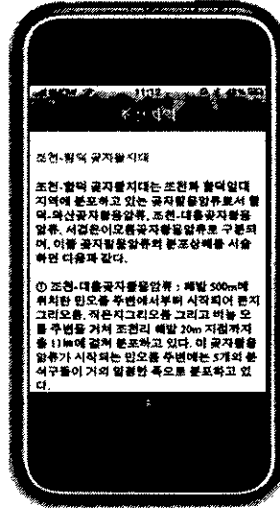 11:12
조천-함덕 곶자왈지대
조천-함덕 곶자왈지대는 조천과 함덕일대
지역에 분포하고 있는 곶자왈용암류로서 함
덕-와산곶자왈용암류, 조천-대흘곶자왈용
암류, 서검은이오름곶자왈용암류로 구분되
며, 이들 곶자왈용암류의 분포상태를 서술
하면 다음과 같다.
① 조천-대흘곶자왈용암류 : 해발 500m에
위치한 민오름 주변에서부터 시작되어 큰지
그리오름, 작은지그리오름 그리고 바늘 오
름 주변을 거쳐 조천리 해발 20m 지점까지
총 11km에 걸쳐 분포하고 있다. 이 곶자왈용
암류가 시작되는 민오름 주변에는 5개의 분
석구들이 거의 일정한 폭으로 분포하고 있
다.